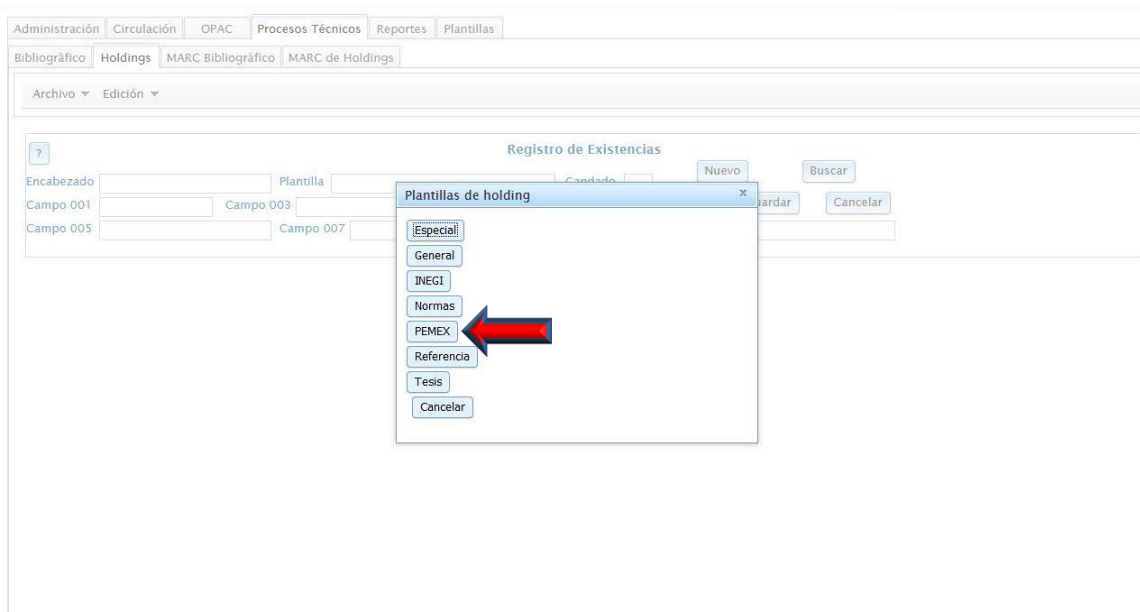 Administración Circulación OPAC Procesos Técnicos Reportes Plantillas
Bibliográfico Holdings MARC Bibliográfico MARC de Holdings
Archivo Edición
?
Registro de Existencias
Nuevo Buscar
Encabezado Plantilla Candado
Campo 001 Campo 003 Cancelar
Campo 005 Campo 007
Plantillas de holding x
Especial
General
INEGI
Normas
PEMEX
Referencia
Tesis
Cancelar